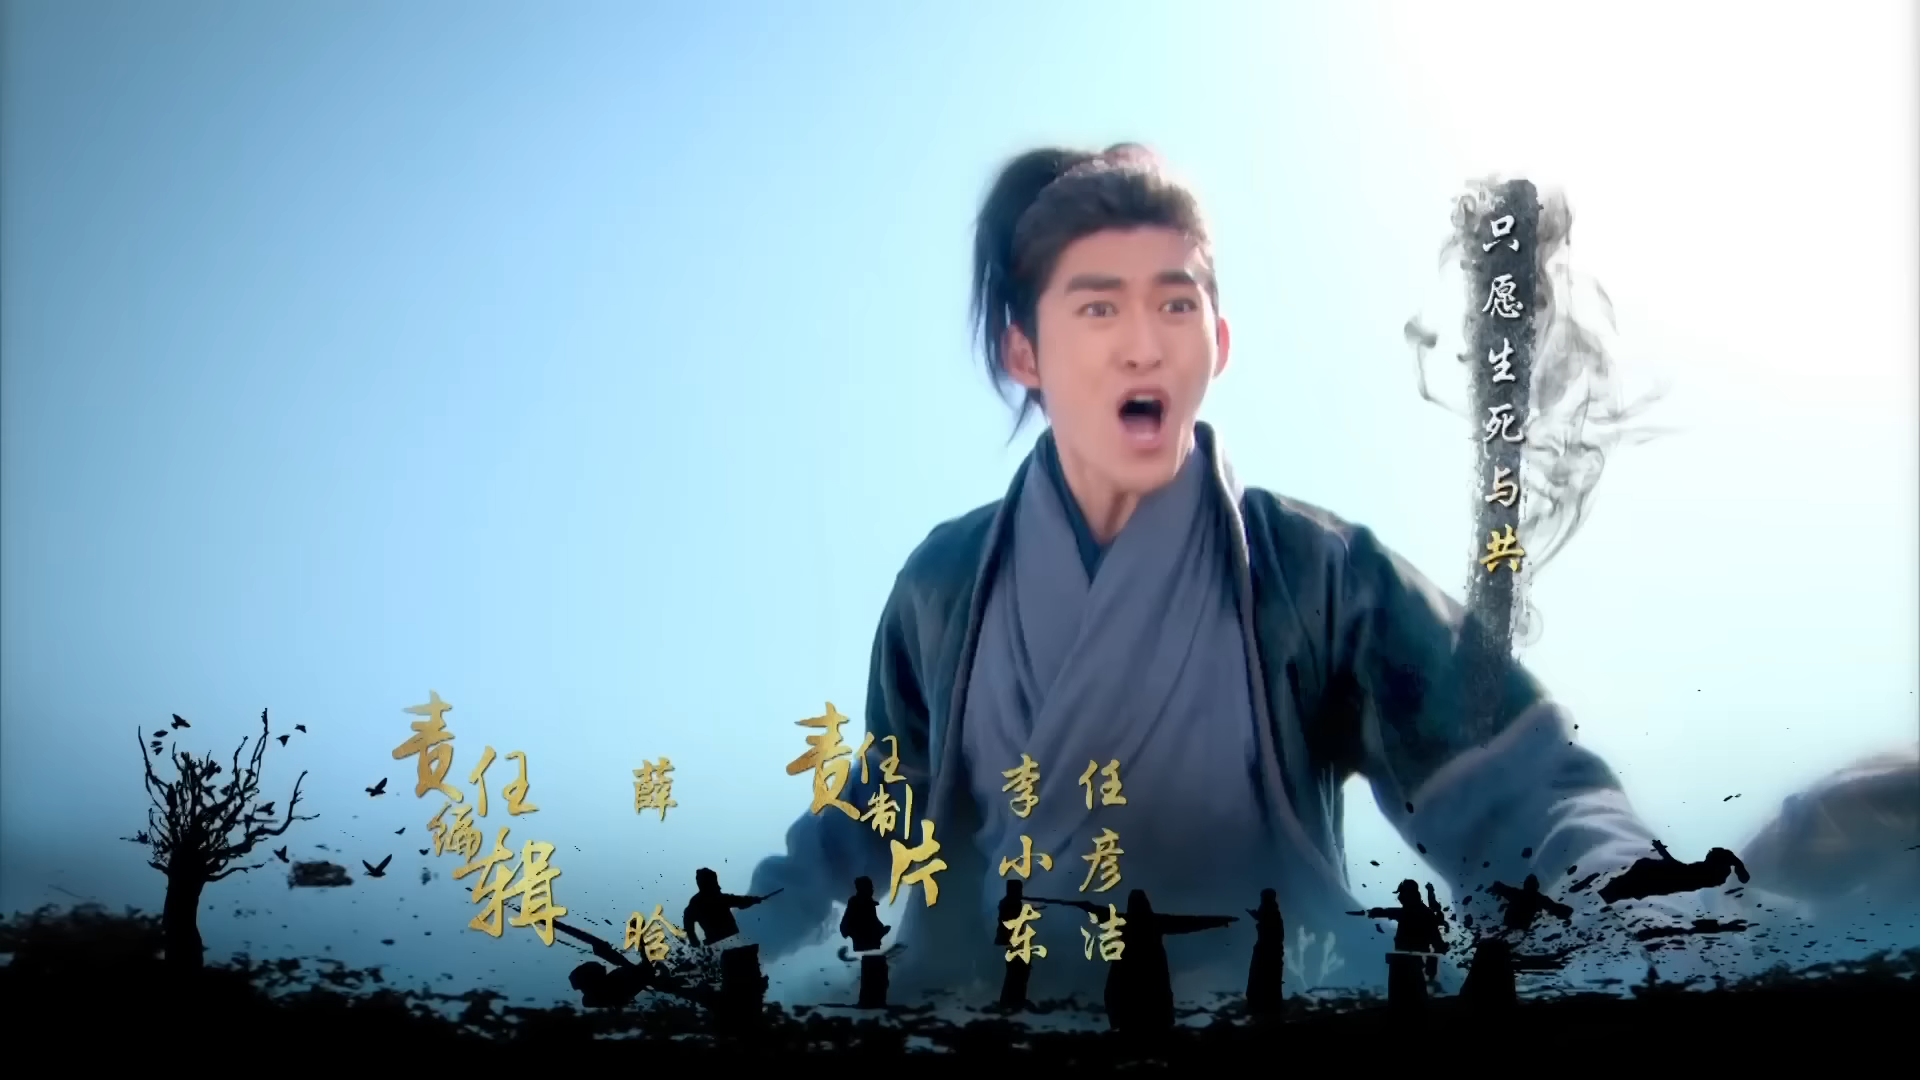 只愿生死与共
责任编辑
薛晗
责任制片
李小东
任彦洁